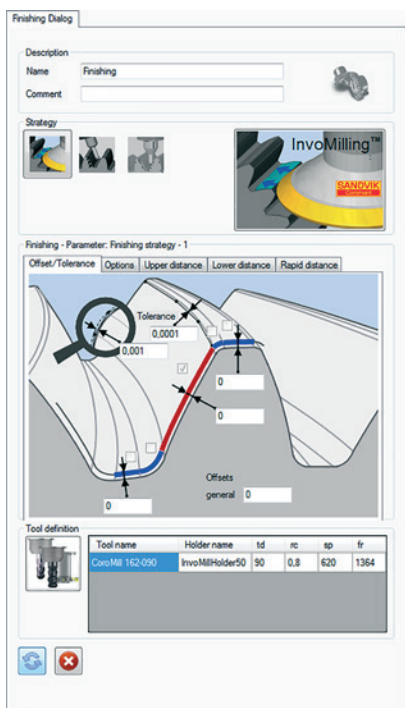 Finishing Dialog
Description
Name Finishing
Comment
Strategy
InvoMilling™
SANDVIK
Coromant
Finishing - Parameter: Finishing strategy - 1
Offset/Tolerance Options Upper distance Lower distance Rapid distance
Tolerance
0,0001
0,001
0
0
Offsets
general 0
0
Tool definition
Tool name Holder name td rc sp fr
CoroMill 162-090 InvoMillHolder50 90 0,8 620 1364